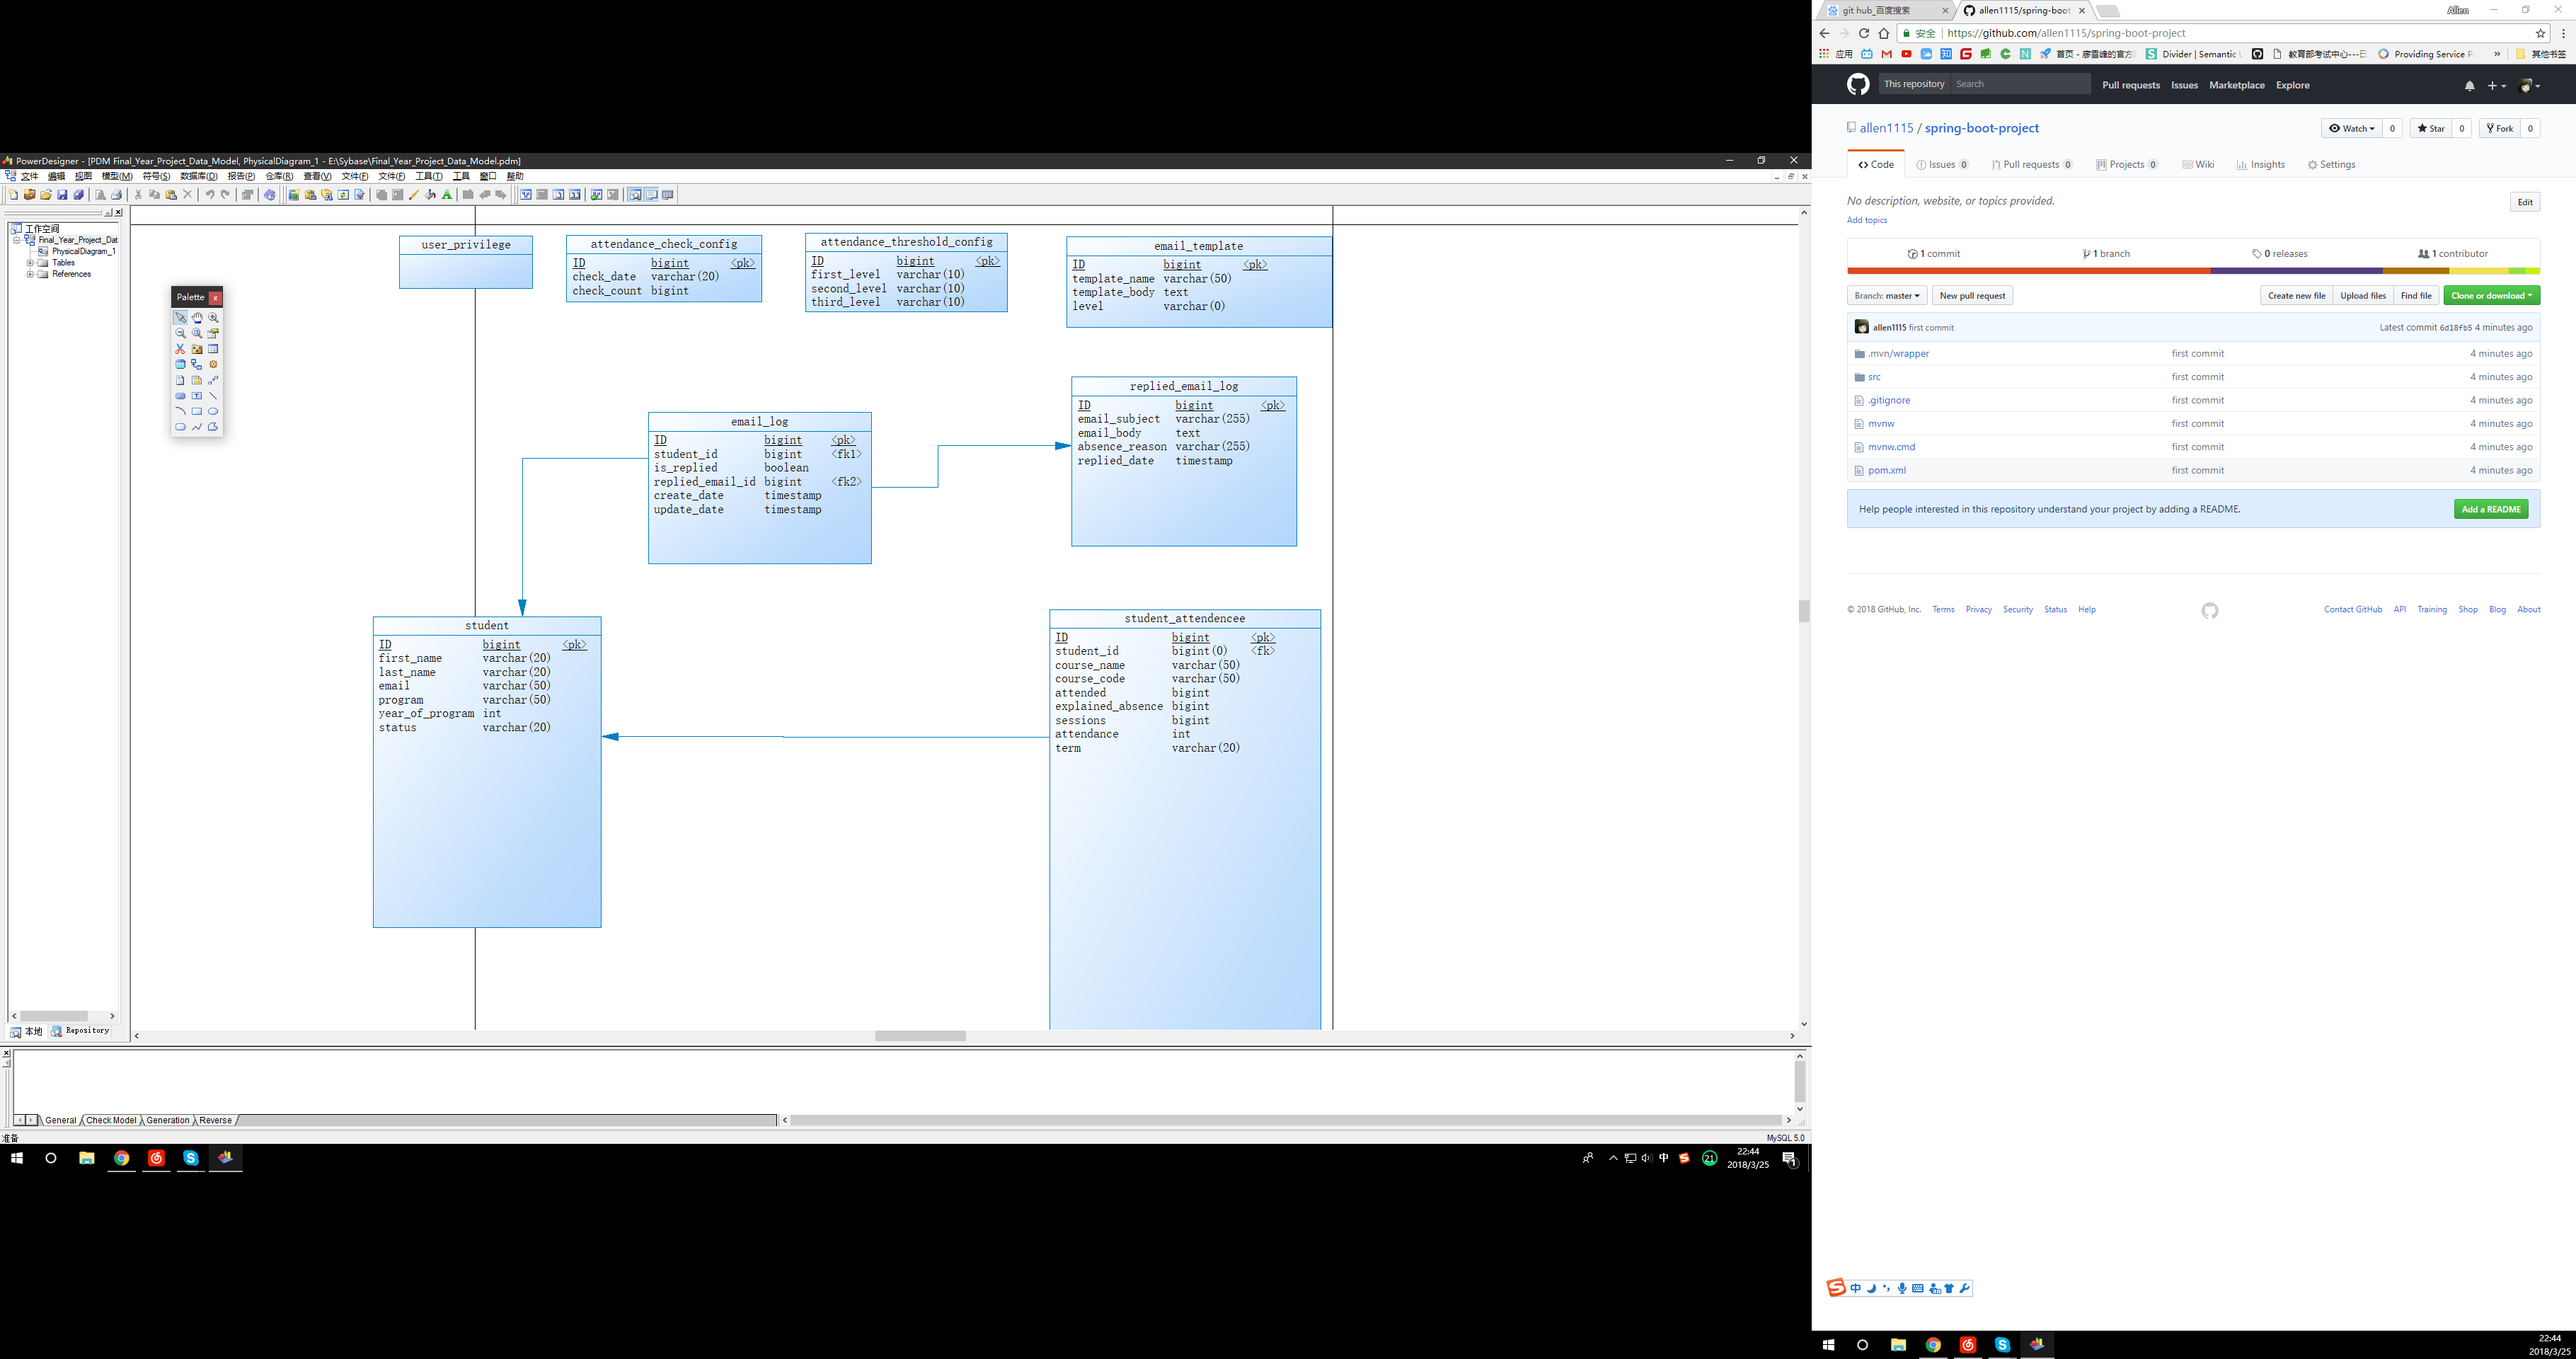 PowerDesigner - [PDM Final_Year_Project_Data_Model, PhysicalDiagram_1 - E:\Sybase\Final_Year_Project_Data_Model.pdm]
文件 编辑 视图 模型(M) 符号(S) 数据库(D) 报告(P) 仓库(R) 查看(V) 文件(F) 文件(F) 工具(T) 工具 窗口 帮助
工作空间
Final_Year_Project_Dat
PhysicalDiagram_1
Tables
References
本地 Repository
Palette
user_privilege
attendance_check_config
ID bigint <pk>
check_date varchar(20)
check_count bigint
attendance_threshold_config
ID bigint <pk>
first_level varchar(10)
second_level varchar(10)
third_level varchar(10)
email_template
ID bigint <pk>
template_name varchar(50)
template_body text
level varchar(0)
email_log
ID bigint <pk>
student_id bigint <fk1>
is_replied boolean
replied_email_id bigint <fk2>
create_date timestamp
update_date timestamp
replied_email_log
ID bigint <pk>
email_subject varchar(255)
email_body text
absence_reason varchar(255)
replied_date timestamp
student
ID bigint <pk>
first_name varchar(20)
last_name varchar(20)
email varchar(50)
program varchar(50)
year_of_program int
status varchar(20)
student_attendencee
ID bigint <pk>
student_id bigint(0) <fk>
course_name varchar(50)
course_code varchar(50)
attended bigint
explained_absence bigint
sessions bigint
attendance int
term varchar(20)
General Check Model Generation Reverse
准备
MySQL 5.0
中 21 22:44
2018/3/25
1
git hub_百度搜索 allen1115/spring-boot Allen
安全 https://github.com/allen1115/spring-boot-project
应用 首页 - 廖雪峰的官方 Divider | Semantic 教育部考试中心---E Providing Service P » 其他书签
This repository Search Pull requests Issues Marketplace Explore
allen1115 / spring-boot-project
Watch 0 Star 0 Fork 0
Code Issues 0 Pull requests 0 Projects 0 Wiki Insights Settings
No description, website, or topics provided. Edit
Add topics
1 commit 1 branch 0 releases 1 contributor
Branch: master New pull request Create new file Upload files Find file Clone or download
allen1115 first commit Latest commit 6d18fb5 4 minutes ago
.mvn/wrapper first commit 4 minutes ago
src first commit 4 minutes ago
.gitignore first commit 4 minutes ago
mvnw first commit 4 minutes ago
mvnw.cmd first commit 4 minutes ago
pom.xml first commit 4 minutes ago
Help people interested in this repository understand your project by adding a README. Add a README
© 2018 GitHub, Inc. Terms Privacy Security Status Help Contact GitHub API Training Shop Blog About
中
22:44
2018/3/25